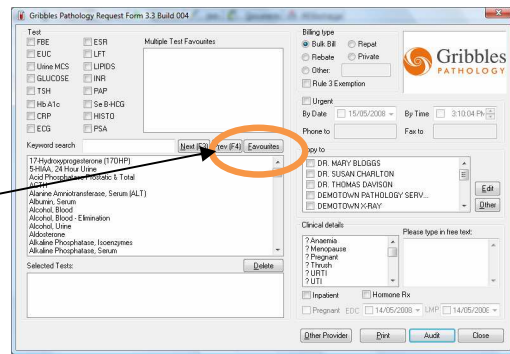 Gribbles Pathology Request Form 3.3 Build 004
Test
FBE
ESR
EUC
LFT
Urine MCS
LIPIDS
GLUCOSE
INR
TSH
PAP
Hb A1c
Se B-HCG
CRP
HISTO
ECG
PSA
Multiple Test Favourites
Keyword search
Next (F3)
Prev (F4)
Favourites
17-Hydroxyprogesterone (170HP)
5-HIAA, 24 Hour Urine
Acid Phosphatase Prostatic & Total
ACTH
Alanine Aminotransferase, Serum (ALT)
Albumin, Serum
Alcohol, Blood
Alcohol, Blood - Elimination
Alcohol, Urine
Aldosterone
Alkaline Phosphatase, Isoenzymes
Alkaline Phosphatase, Serum
Selected Tests:
Delete
Billing type
Bulk Bill
Repat
Rebate
Private
Other:
Rule 3 Exemption
Gribbles
PATHOLOGY
Urgent
By Date
15/05/2008
By Time
3:10:04 PM
Phone to
Fax to
Copy to
DR. MARY BLOGGS
DR. SUSAN CHARLTON
DR. THOMAS DAVISON
DEMOTOWN PATHOLOGY SERV...
DEMOTOWN X-RAY
Edit
Other
Clinical details
Please type in free text:
? Anaemia
? Menopause
? Pregnant
? Thrush
? URTI
? UTI
Inpatient
Hormone Rx
Pregnant
EDC
14/05/2008
LMP
14/05/2008
Other Provider
Print
Audit
Close